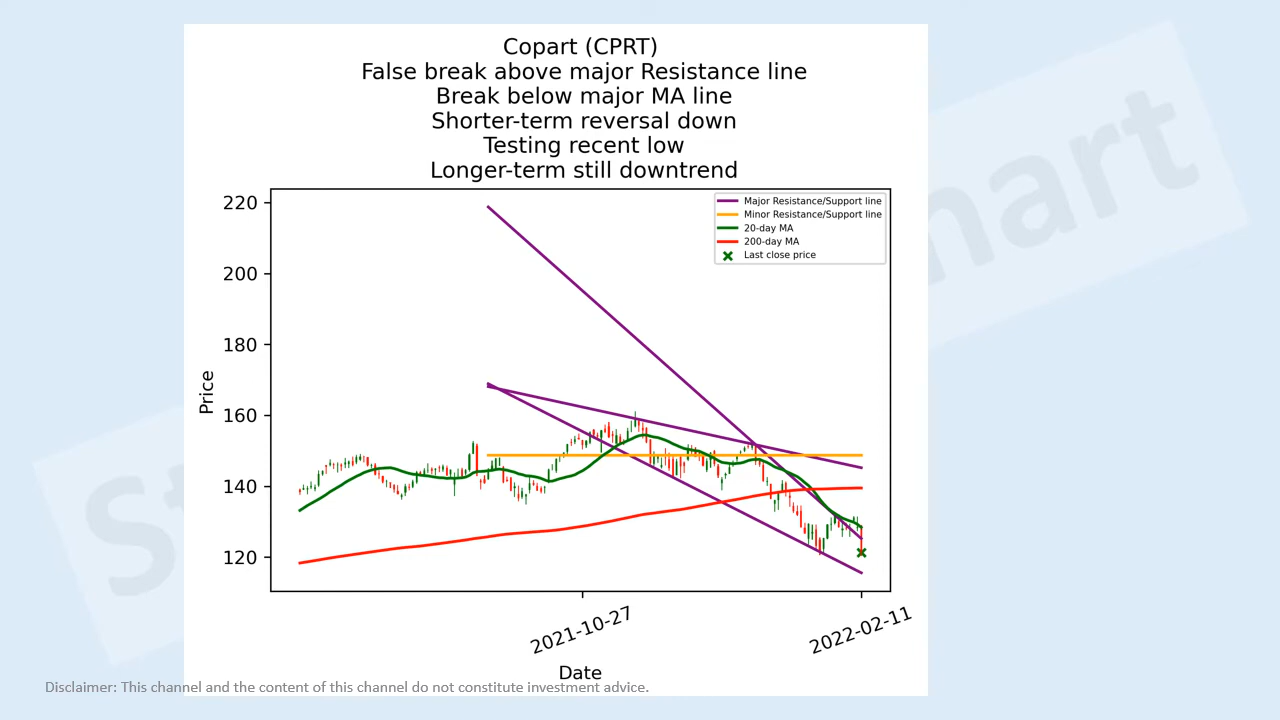 Copart (CPRT)
False break above major Resistance line
Break below major MA line
Shorter-term reversal down
Testing recent low
Longer-term still downtrend
Major Resistance/Support line
Minor Resistance/Support line
20-day MA
200-day MA
Last close price
220
200
180
160
140
120
Price
2021-10-27
2022-02-11
Date
Disclaimer: This channel and the content of this channel do not constitute investment advice.